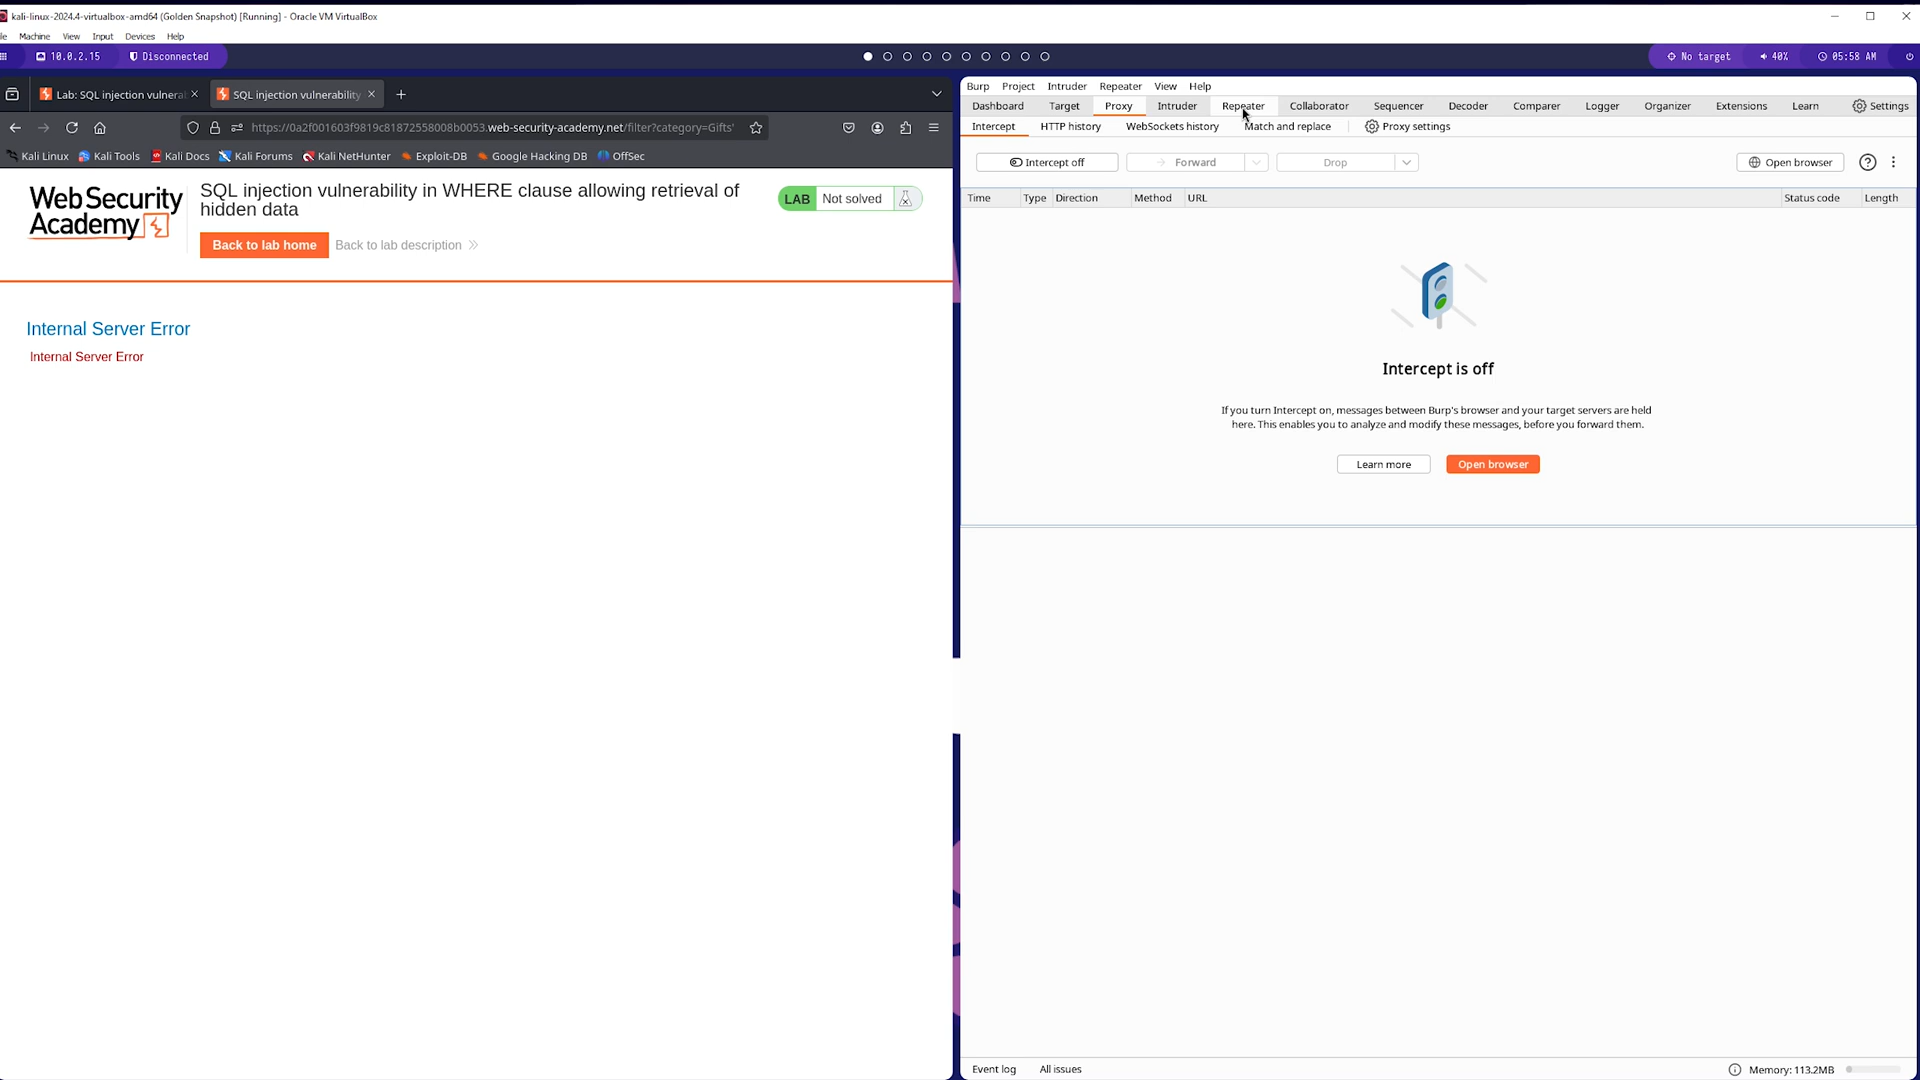 kali-linux-2024.4-virtualbox-amd64 (Golden Snapshot) [Running] - Oracle VM VirtualBox
Machine View Input Devices Help
10.0.2.15 Disconnected No target 40% 05:58 AM
Lab: SQL injection vulnera SQL injection vulnerability
https://0a2f001603f9819c81872558008b0053.web-security-academy.net/filter?category=Gifts'
Kali Linux Kali Tools Kali Docs Kali Forums Kali NetHunter Exploit-DB Google Hacking DB OffSec
Web Security
Academy
SQL injection vulnerability in WHERE clause allowing retrieval of
hidden data
LAB Not solved
Back to lab home Back to lab description
Internal Server Error
Internal Server Error
Burp Project Intruder Repeater View Help
Dashboard Target Proxy Intruder Repeater Collaborator Sequencer Decoder Comparer Logger Organizer Extensions Learn Settings
Intercept HTTP history WebSockets history Match and replace Proxy settings
Intercept off Forward Drop Open browser
Time Type Direction Method URL Status code Length
Intercept is off
If you turn Intercept on, messages between Burp's browser and your target servers are held
here. This enables you to analyze and modify these messages, before you forward them.
Learn more Open browser
Event log All issues Memory: 113.2MB